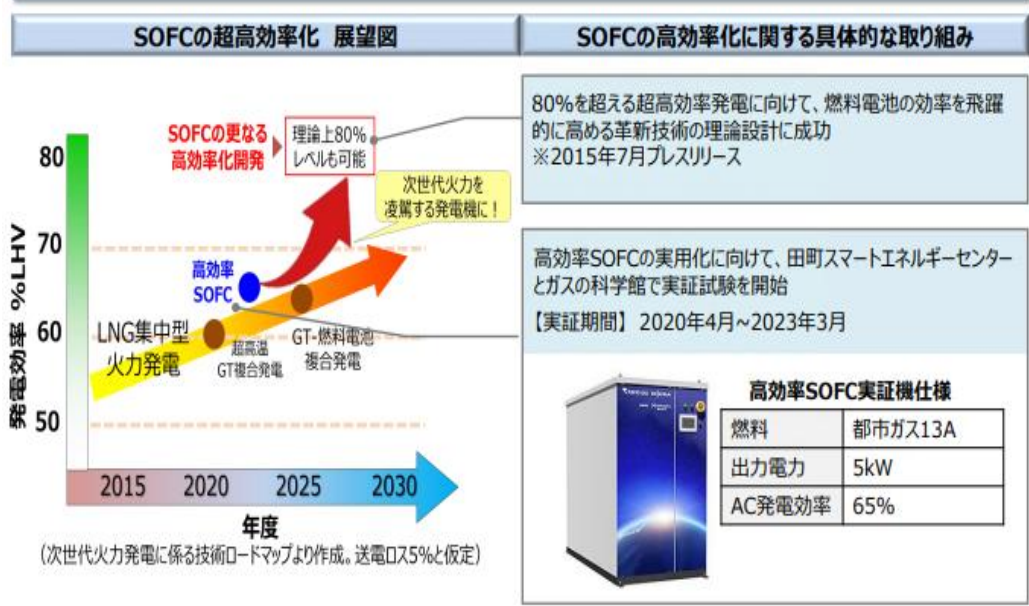 SOFCの超高効率化 展望図
SOFCの高効率化に関する具体的な取り組み
発電効率 %LHV
80
70
60
50
SOFCの更なる
高効率化開発
理論上80%
レベルも可能
次世代火力を
凌駕する発電機に！
高効率
SOFC
LNG集中型
火力発電
超高温
GT複合発電
GT-燃料電池
複合発電
2015 2020 2025 2030
年度
（次世代火力発電に係る技術ロードマップより作成。送電ロス5%と仮定）
80%を超える超高効率発電に向けて、燃料電池の効率を飛躍
的に高める革新技術の理論設計に成功
※2015年7月プレスリリース
高効率SOFCの実用化に向けて、田町スマートエネルギーセンター
とガスの科学館で実証試験を開始
【実証期間】 2020年4月~2023年3月
高効率SOFC実証機仕様
燃料 都市ガス13A
出力電力 5kW
AC発電効率 65%